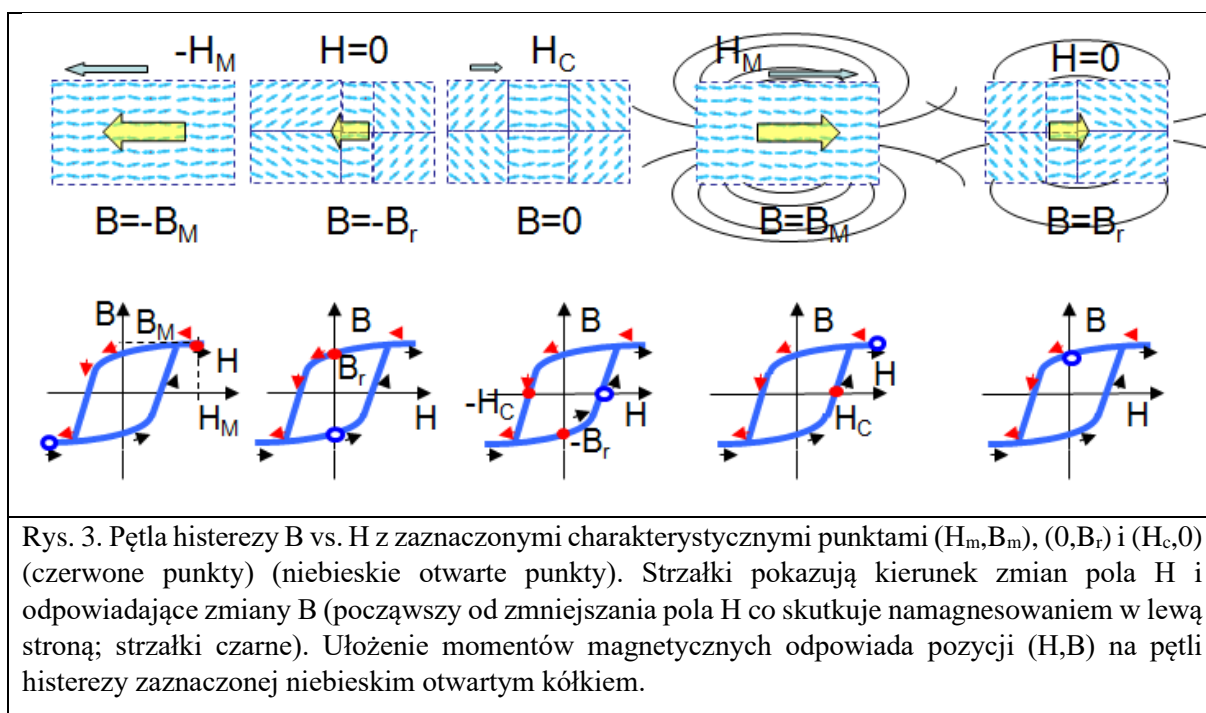 -H_M H=0 H_C H_M H=0
B=-B_M B=-B_r B=0 B=B_M B=B_r
B B_M H H_M
B B_r H
B -H_C H -B_r
B H H_C
B H
Rys. 3. Pętla histerezy B vs. H z zaznaczonymi charakterystycznymi punktami (H_m,B_m), (0,B_r) i (H_c,0)
(czerwone punkty) (niebieskie otwarte punkty). Strzałki pokazują kierunek zmian pola H i
odpowiadające zmiany B (począwszy od zmniejszania pola H co skutkuje namagnesowaniem w lewą
stroną; strzałki czarne). Ułożenie momentów magnetycznych odpowiada pozycji (H,B) na pętli
histerezy zaznaczonej niebieskim otwartym kółkiem.